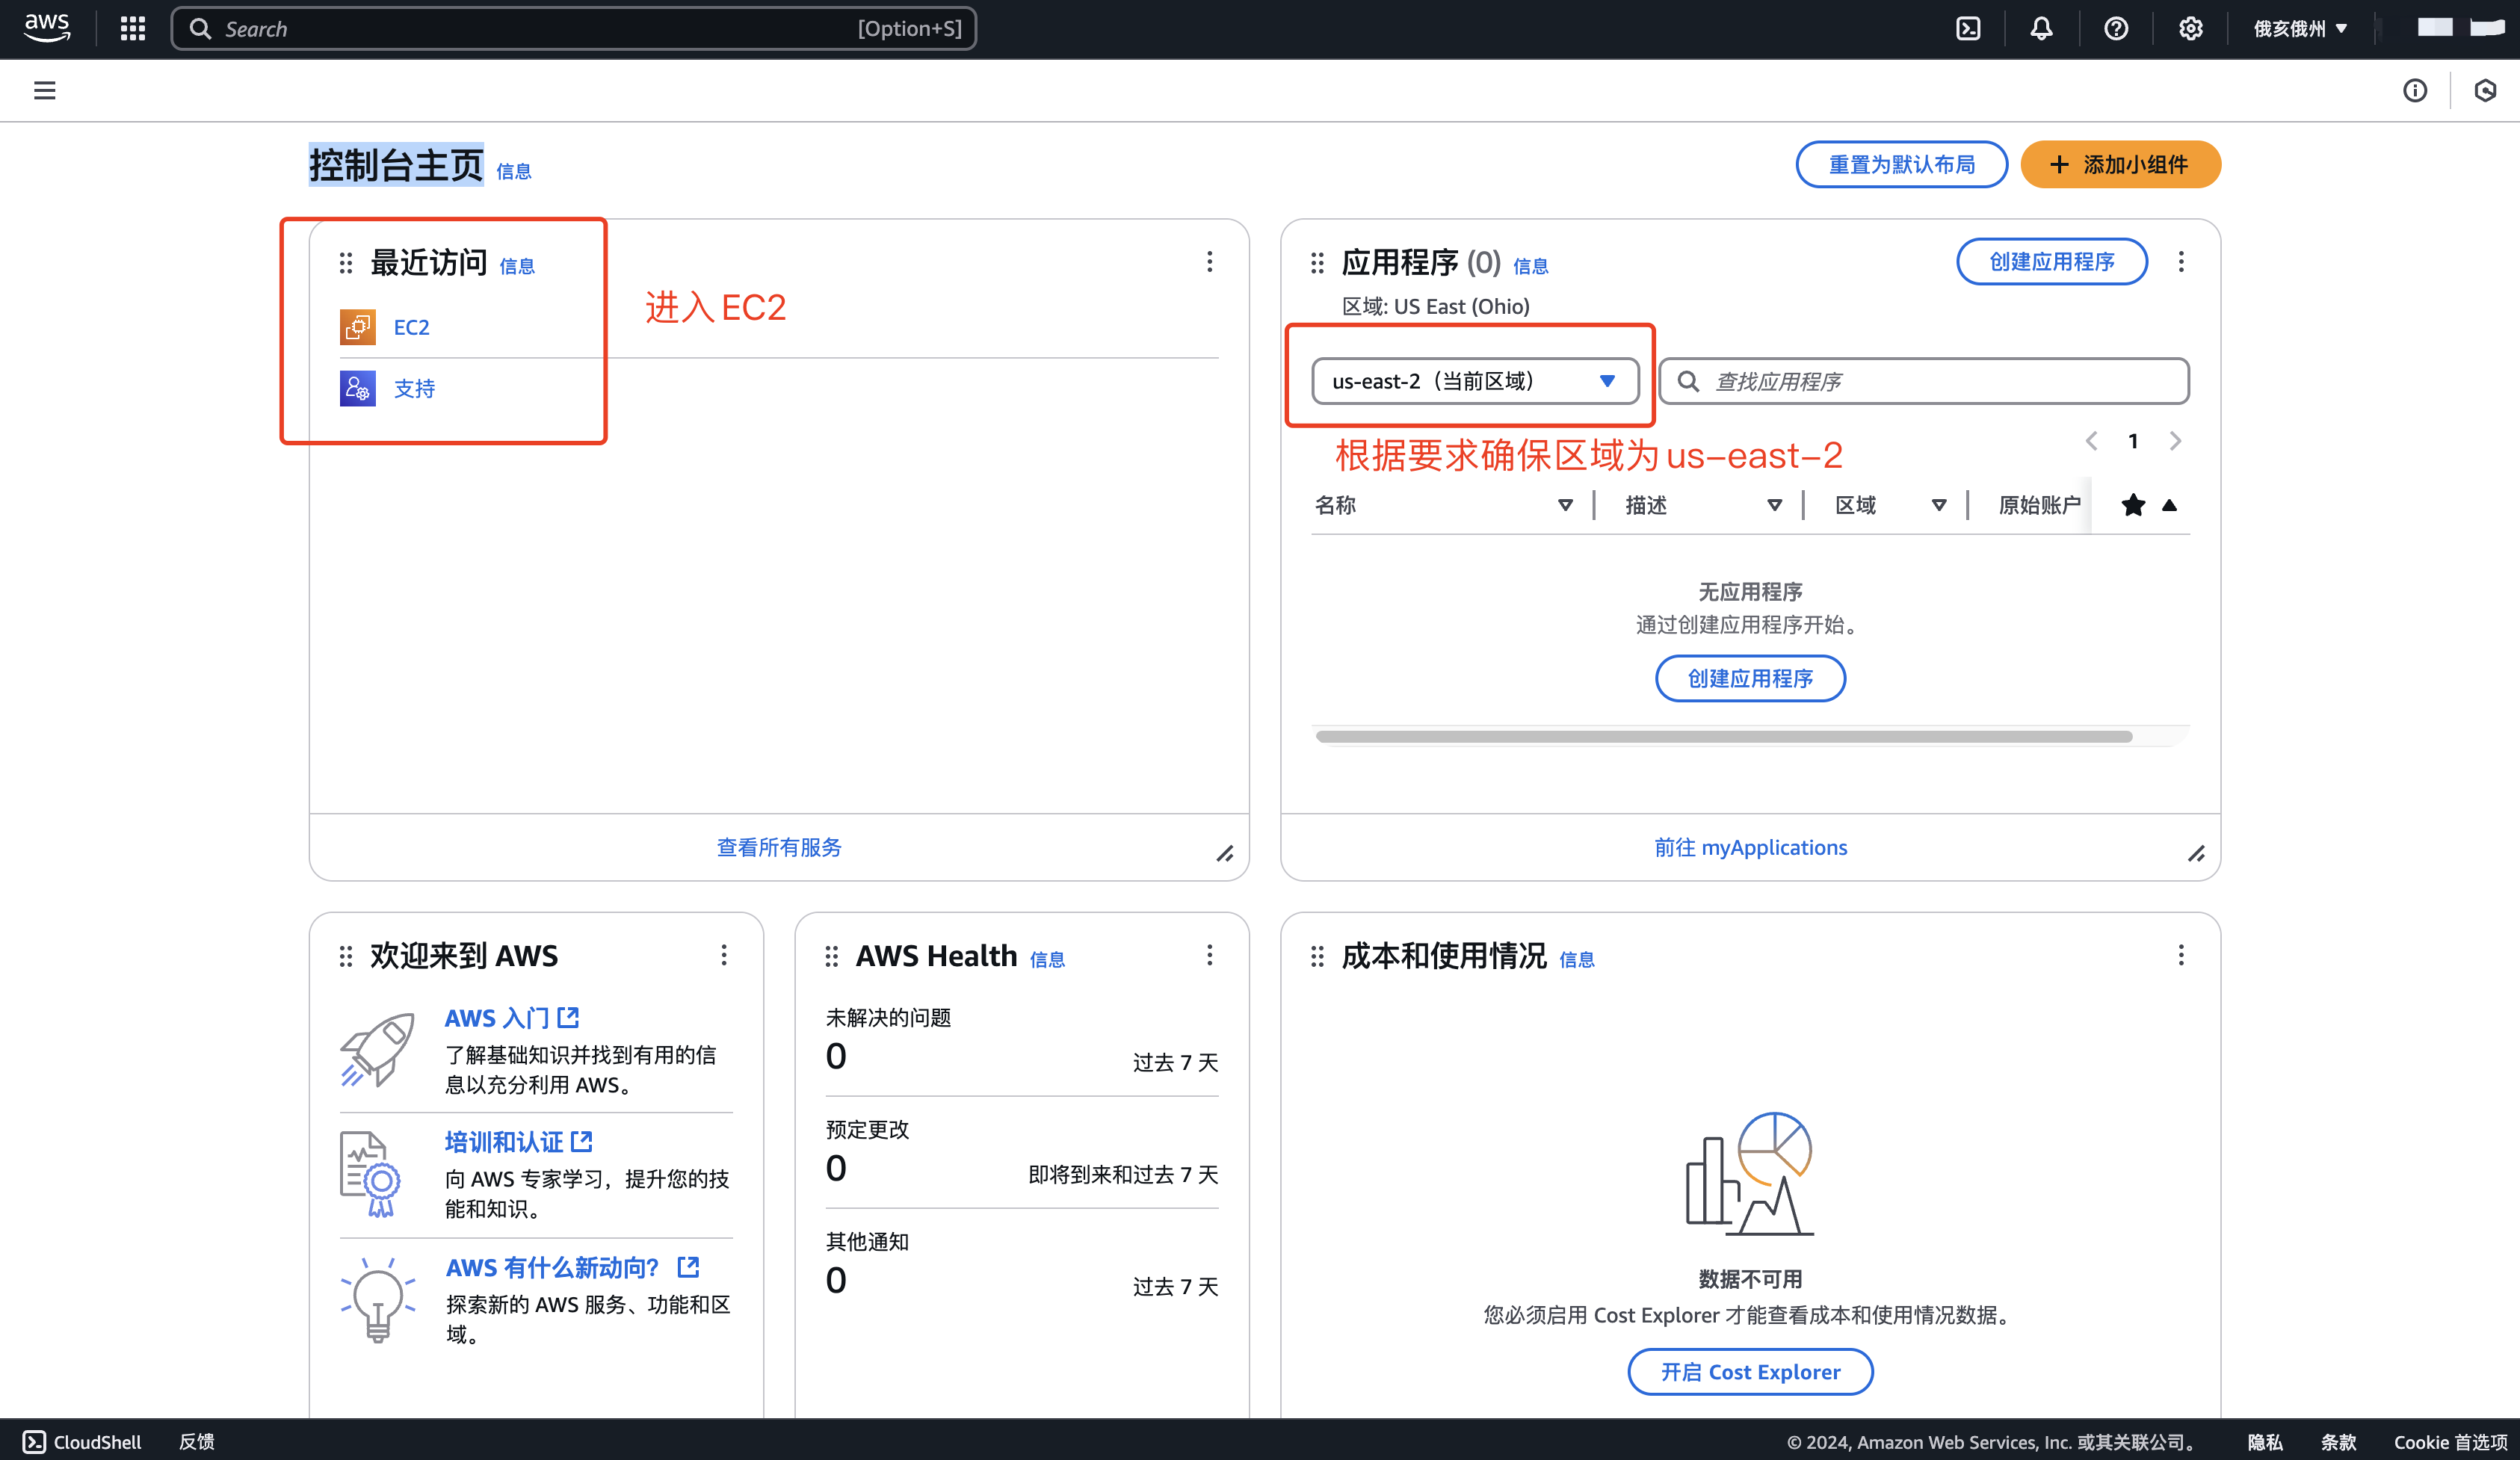 aws
Search [Option+S]
俄亥俄州
控制台主页 信息
重置为默认布局
添加小组件
最近访问 信息
EC2
支持
进入EC2
查看所有服务
应用程序 (0) 信息
创建应用程序
区域: US East (Ohio)
us-east-2（当前区域）
查找应用程序
根据要求确保区域为us-east-2
1
名称 描述 区域 原始账户
无应用程序
通过创建应用程序开始。
创建应用程序
前往 myApplications
欢迎来到 AWS
AWS 入门
了解基础知识并找到有用的信
息以充分利用 AWS。
培训和认证
向 AWS 专家学习，提升您的技
能和知识。
AWS 有什么新动向？
探索新的 AWS 服务、功能和区
域。
AWS Health 信息
未解决的问题
0 过去 7 天
预定更改
0 即将到来和过去 7 天
其他通知
0 过去 7 天
成本和使用情况 信息
数据不可用
您必须启用 Cost Explorer 才能查看成本和使用情况数据。
开启 Cost Explorer
CloudShell 反馈
© 2024, Amazon Web Services, Inc. 或其关联公司。 隐私 条款 Cookie 首选项